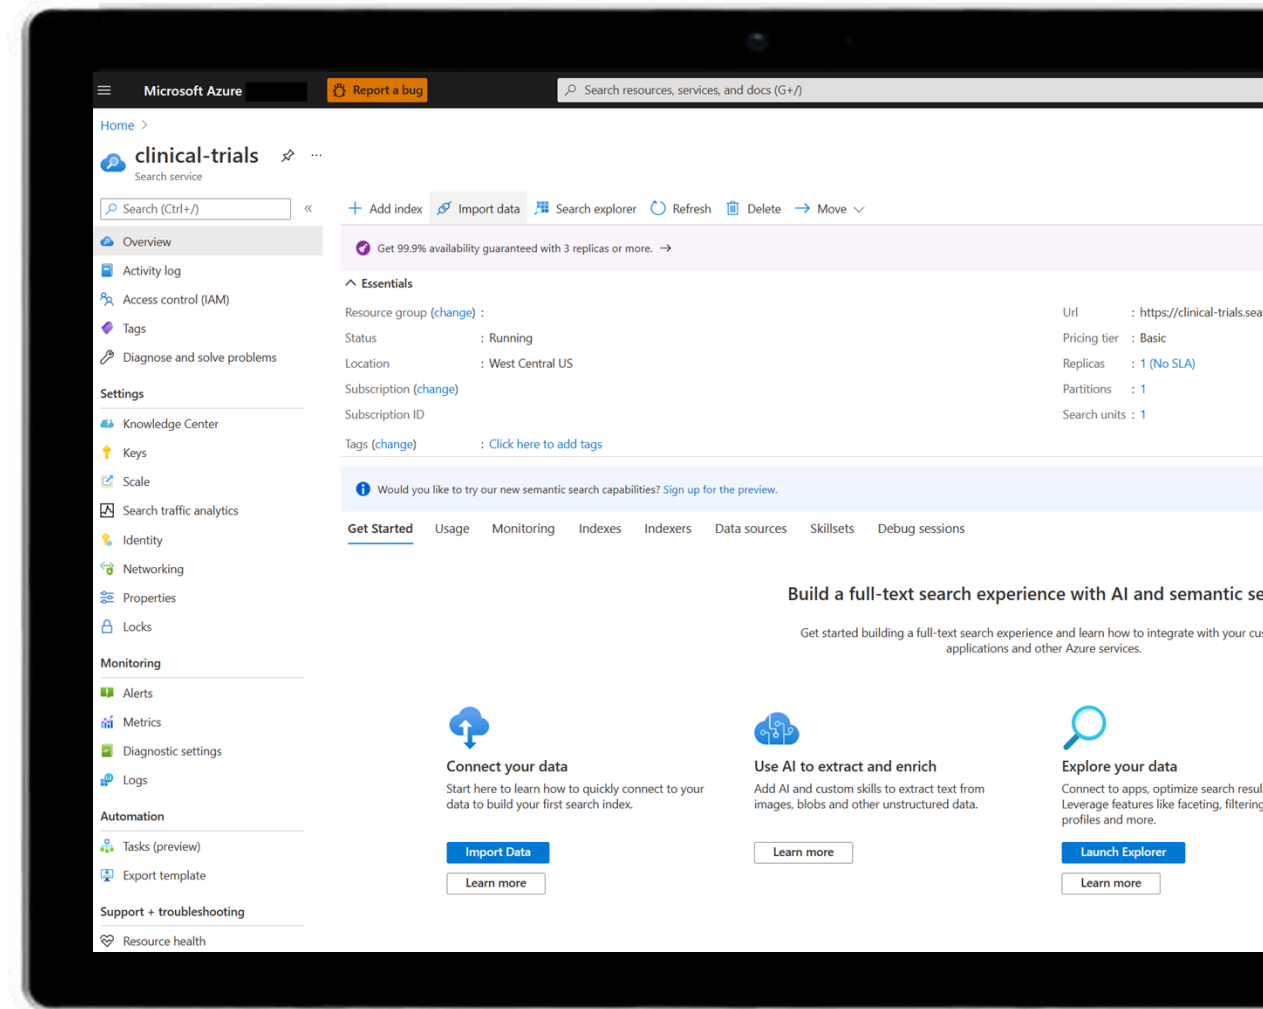 Microsoft Azure
Report a bug
Search resources, services, and docs (G+/)
Home >
clinical-trials
...
Search service
Search (Ctrl+/)
«
Overview
Activity log
Access control (IAM)
Tags
Diagnose and solve problems
Settings
Knowledge Center
Keys
Scale
Search traffic analytics
Identity
Networking
Properties
Locks
Monitoring
Alerts
Metrics
Diagnostic settings
Logs
Automation
Tasks (preview)
Export template
Support + troubleshooting
Resource health
+ Add index
Import data
Search explorer
Refresh
Delete
→ Move
Get 99.9% availability guaranteed with 3 replicas or more. →
Essentials
Resource group (change) :
Status : Running
Location : West Central US
Subscription (change)
Subscription ID
Tags (change) : Click here to add tags
Url : https://clinical-trials.sea
Pricing tier : Basic
Replicas : 1 (No SLA)
Partitions : 1
Search units : 1
Would you like to try our new semantic search capabilities? Sign up for the preview.
Get Started
Usage
Monitoring
Indexes
Indexers
Data sources
Skillsets
Debug sessions
Build a full-text search experience with AI and semantic se
Get started building a full-text search experience and learn how to integrate with your cus
applications and other Azure services.
Connect your data
Start here to learn how to quickly connect to your
data to build your first search index.
Import Data
Learn more
Use AI to extract and enrich
Add AI and custom skills to extract text from
images, blobs and other unstructured data.
Learn more
Explore your data
Connect to apps, optimize search resul
Leverage features like faceting, filtering
profiles and more.
Launch Explorer
Learn more